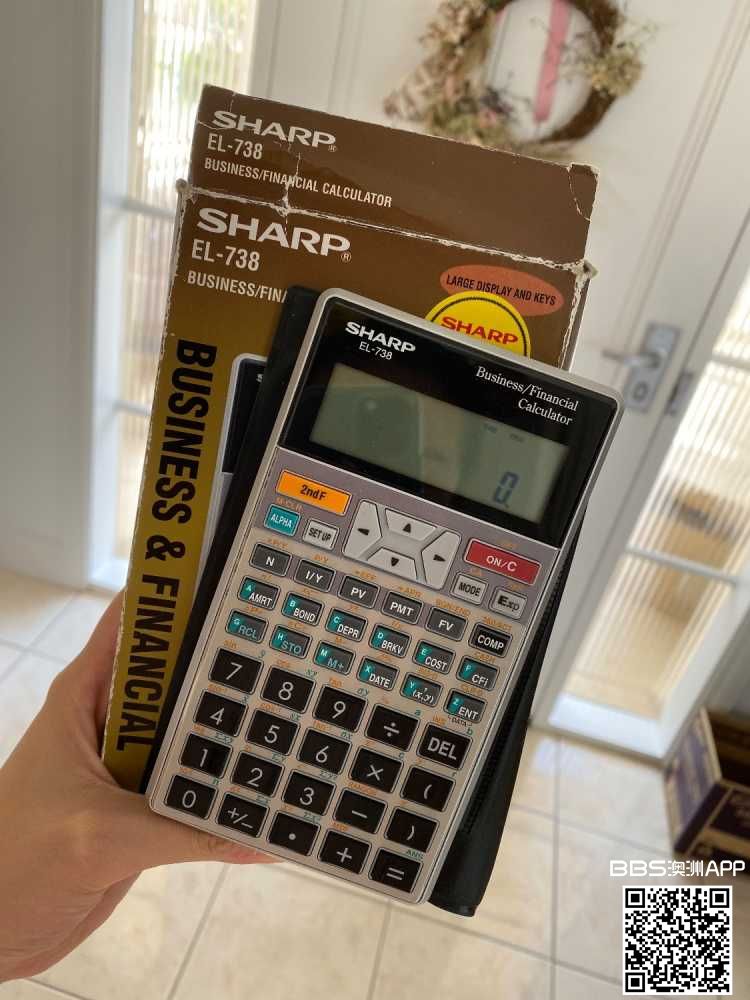 SHARP®
EL-738
BUSINESS/FINANCIAL CALCULATOR
SHARP®
EL-738
BUSINESS/FINA
LARGE DISPLAY AND KEYS
SHARP
BUSINESS & FINANCIAL
SHARP
EL-738
Business/Financial
Calculator
0.
2ndF
M-CLR
ALPHA
SET UP
ON/C
MODE
Exp
N
I/Y
PV
PMT
FV
COMP
A AMRT
B BOND
C DEPR
D BRKV
E COST
F CFi
G RCL
H STO
M M+
X DATE
Y (x,y)
Z ENT
7
8
9
÷
DEL
4
5
6
×
(
1
2
3
−
)
0
+/−
•
+
=
ANS
BBS澳洲APP